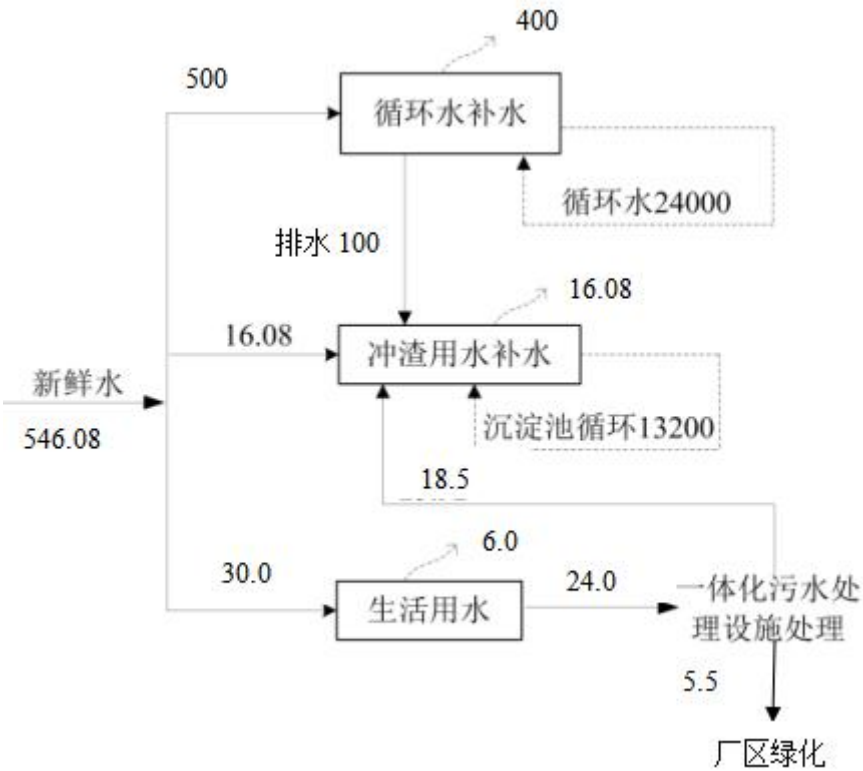 400
500
循环水补水
循环水24000
排水 100
16.08
16.08
冲渣用水补水
新鲜水
546.08
沉淀池循环13200
18.5
6.0
30.0
24.0
生活用水
一体化污水处
理设施处理
5.5
厂区绿化